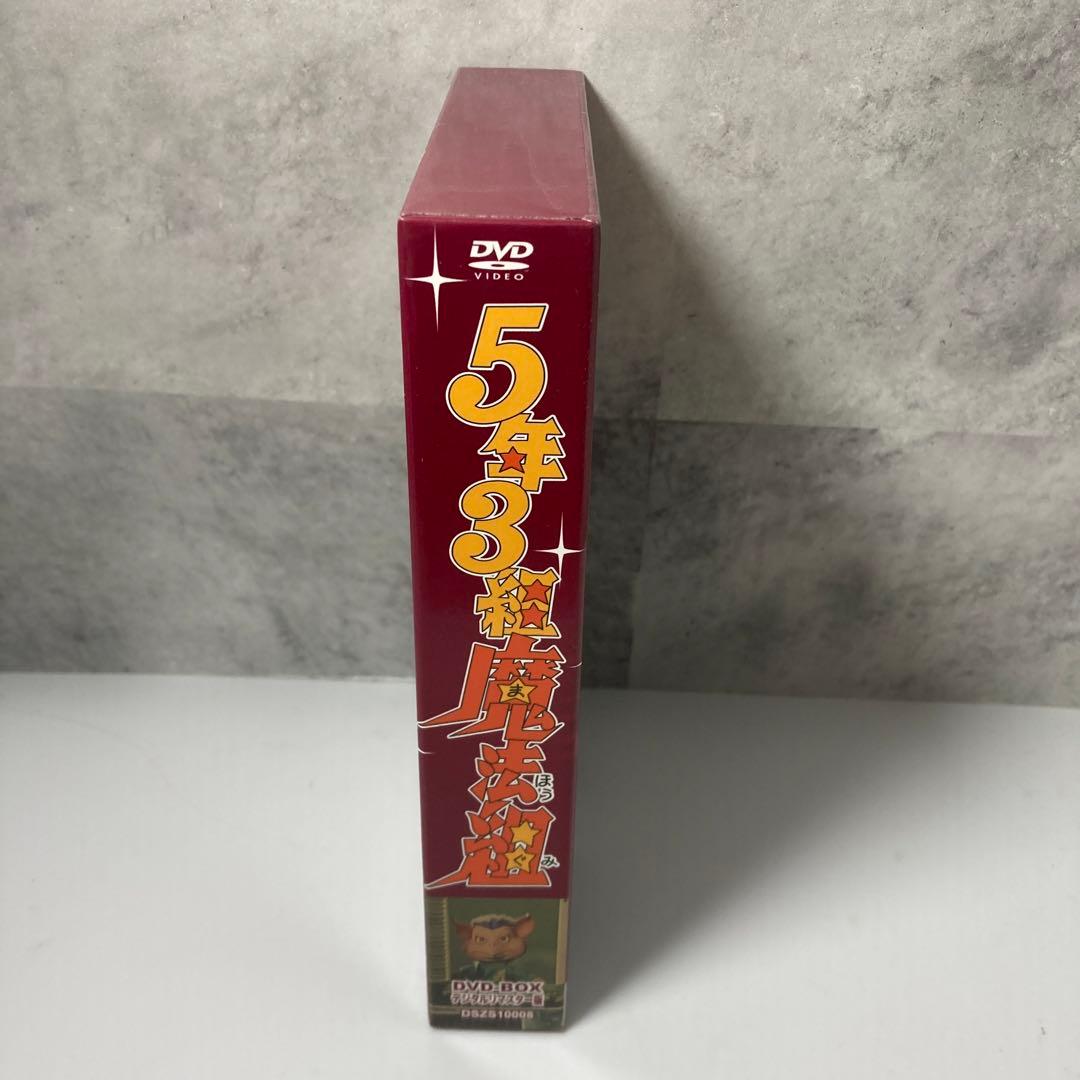 DVD
VIDEO
5年3組
魔法組
ま
ほう
ぐ
み
DVD-BOX
デジタルリマスター版
DSZS10008